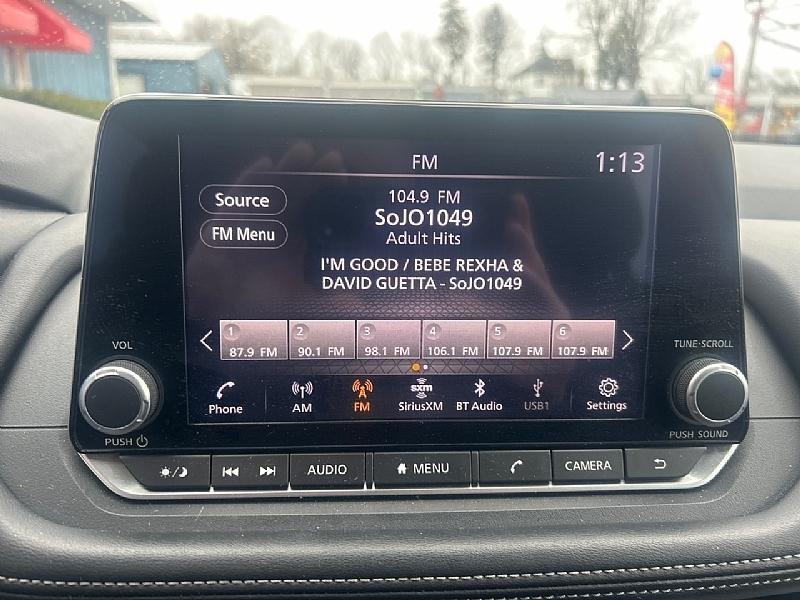 FM
1:13
Source
FM Menu
104.9 FM
SoJO1049
Adult Hits
I'M GOOD / BEBE REXHA &
DAVID GUETTA - SoJO1049
1 2 3 4 5 6
87.9 FM 90.1 FM 98.1 FM 106.1 FM 107.9 FM 107.9 FM
VOL
TUNE·SCROLL
sxm
Phone AM FM SiriusXM BT Audio USB1 Settings
PUSH
PUSH SOUND
AUDIO MENU CAMERA